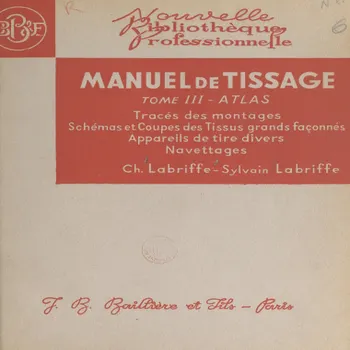 BB&F
Nouvelle
Bibliothèque
Professionnelle
MANUEL DE TISSAGE
TOME III - ATLAS
Tracés des montages
Schémas et Coupes des Tissus grands façonnés
Appareils de tire divers
Navettages
Ch. Labriffe - Sylvain Labriffe
J. B. Baillière et Fils - Paris